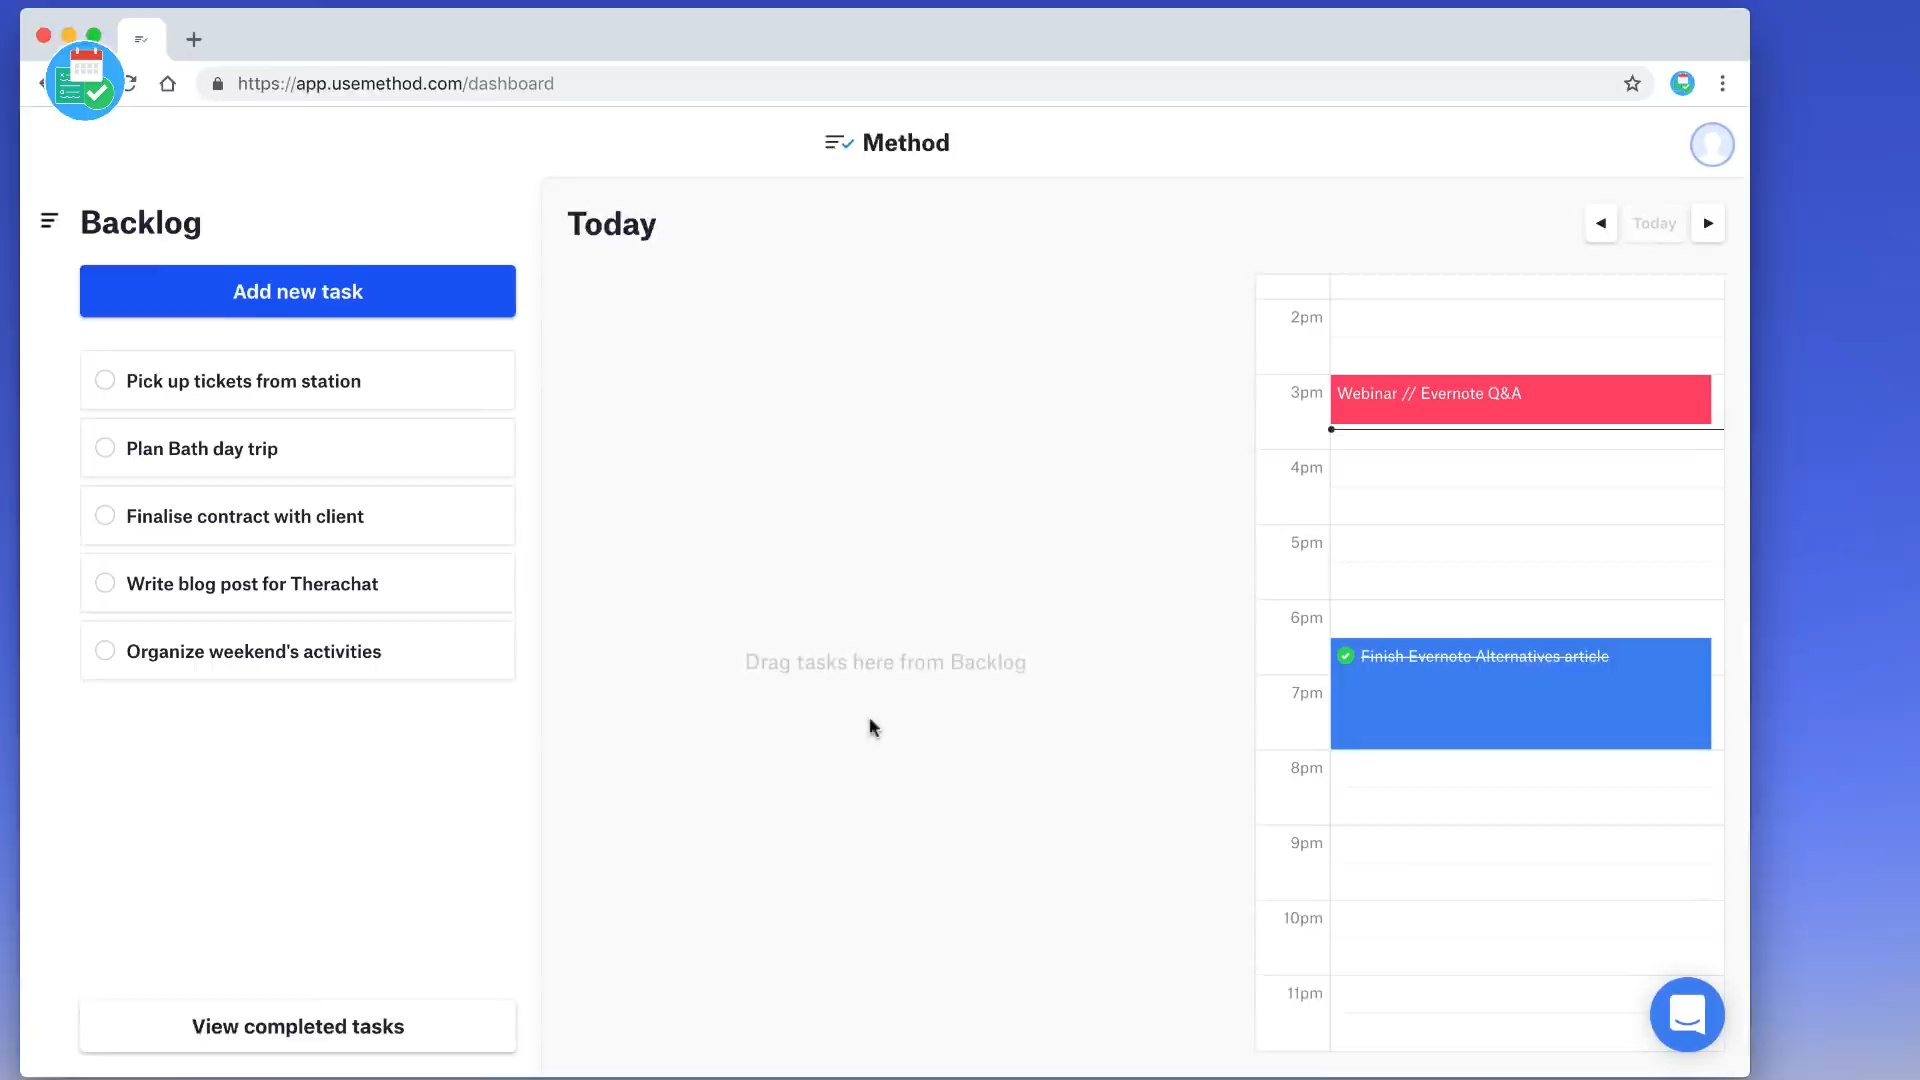 https://app.usemethod.com/dashboard
Method
Backlog
Add new task
Pick up tickets from station
Plan Bath day trip
Finalise contract with client
Write blog post for Therachat
Organize weekend's activities
View completed tasks
Today
Drag tasks here from Backlog
Today
2pm
3pm
Webinar // Evernote Q&A
4pm
5pm
6pm
Finish Evernote Alternatives article
7pm
8pm
9pm
10pm
11pm